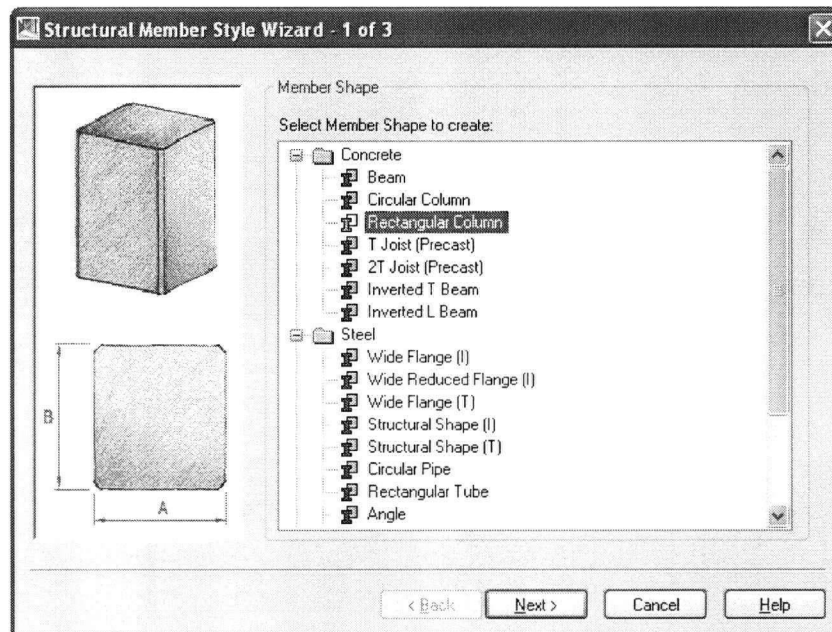 Structural Member Style Wizard - 1 of 3
Member Shape
Select Member Shape to create:
Concrete
Beam
Circular Column
Rectangular Column
T Joist (Precast)
2T Joist (Precast)
Inverted T Beam
Inverted L Beam
Steel
Wide Flange (I)
Wide Reduced Flange (I)
Wide Flange (T)
Structural Shape (I)
Structural Shape (T)
Circular Pipe
Rectangular Tube
Angle
B
A
< Back
Next >
Cancel
Help